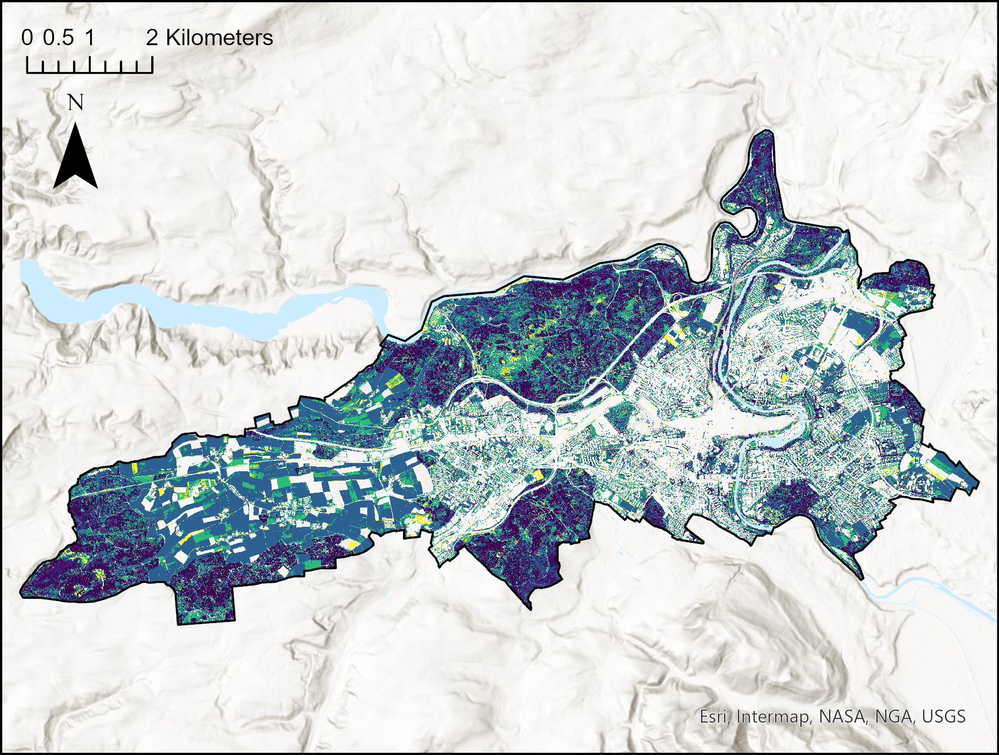 0 0.5 1 2 Kilometers
N
Esri, Intermap, NASA, NGA, USGS